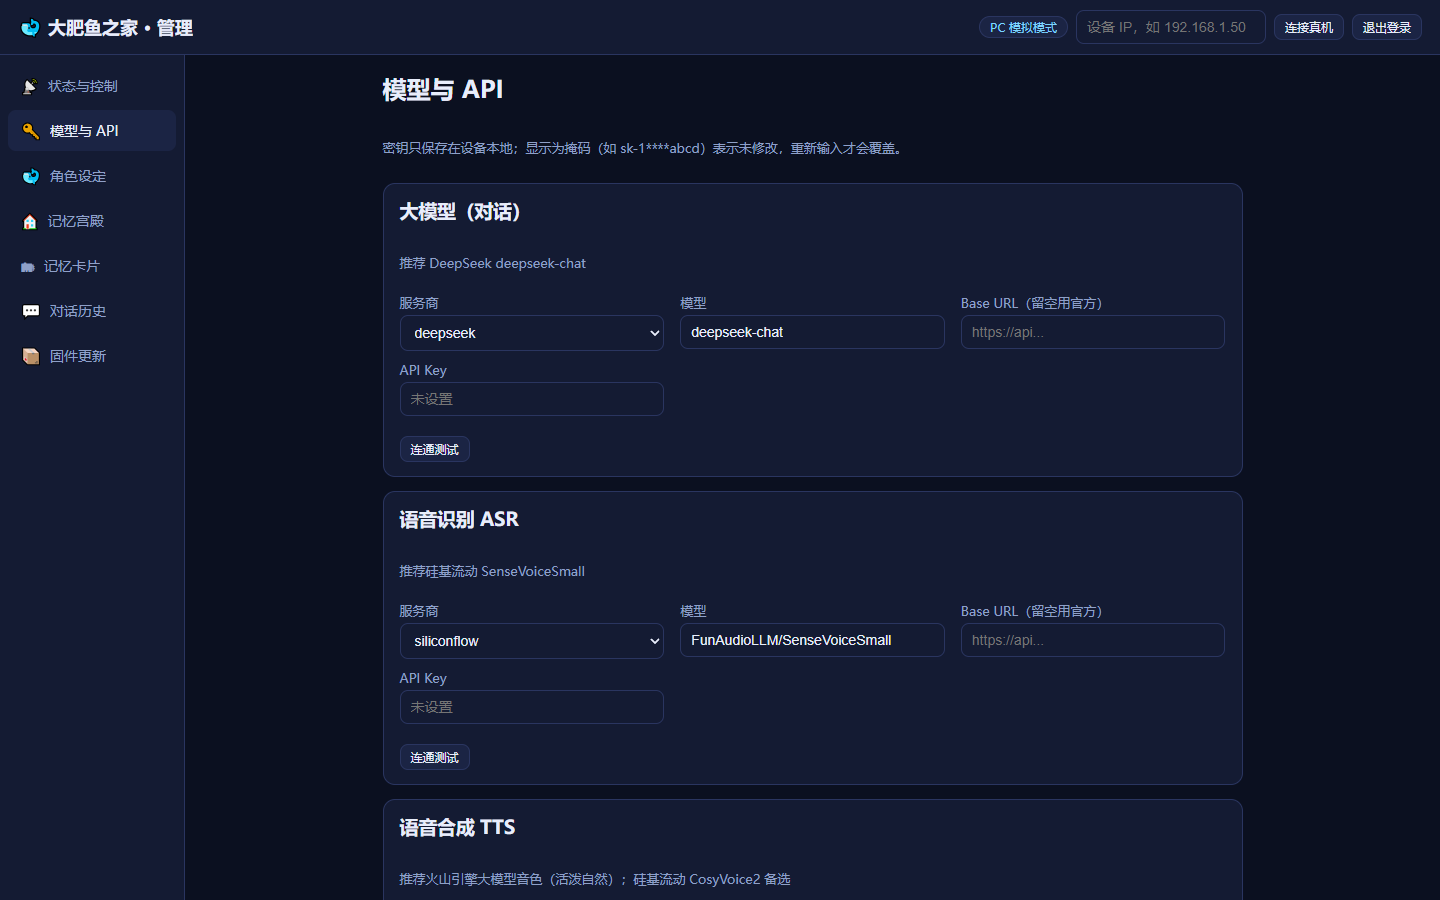 大肥鱼之家 • 管理
PC 模拟模式
设备 IP，如 192.168.1.50
连接真机
退出登录
状态与控制
模型与 API
角色设定
记忆宫殿
记忆卡片
对话历史
固件更新
模型与 API
密钥只保存在设备本地；显示为掩码（如 sk-1****abcd）表示未修改，重新输入才会覆盖。
大模型（对话）
推荐 DeepSeek deepseek-chat
服务商
模型
Base URL（留空用官方）
deepseek
deepseek-chat
https://api...
API Key
未设置
连通测试
语音识别 ASR
推荐硅基流动 SenseVoiceSmall
服务商
模型
Base URL（留空用官方）
siliconflow
FunAudioLLM/SenseVoiceSmall
https://api...
API Key
未设置
连通测试
语音合成 TTS
推荐火山引擎大模型音色（活泼自然）；硅基流动 CosyVoice2 备选